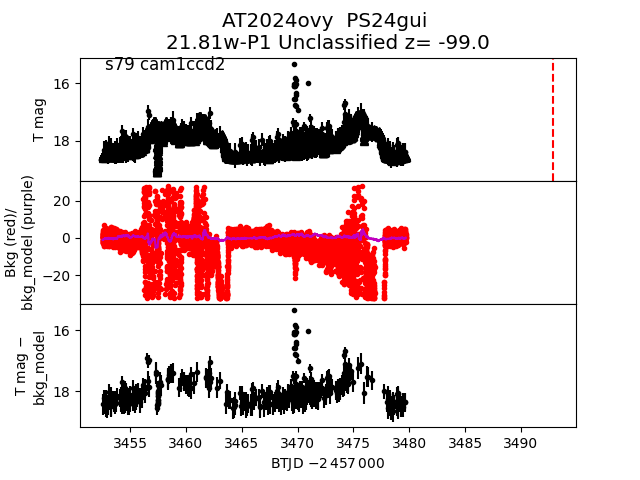 AT2024ovy  PS24gui
21.81w-P1 Unclassified z= -99.0
s79 cam1ccd2
T mag
16
18
Bkg (red)/
bkg_model (purple)
20
0
−20
T mag −
bkg_model
16
18
3455 3460 3465 3470 3475 3480 3485 3490
BTJD −2 457 000